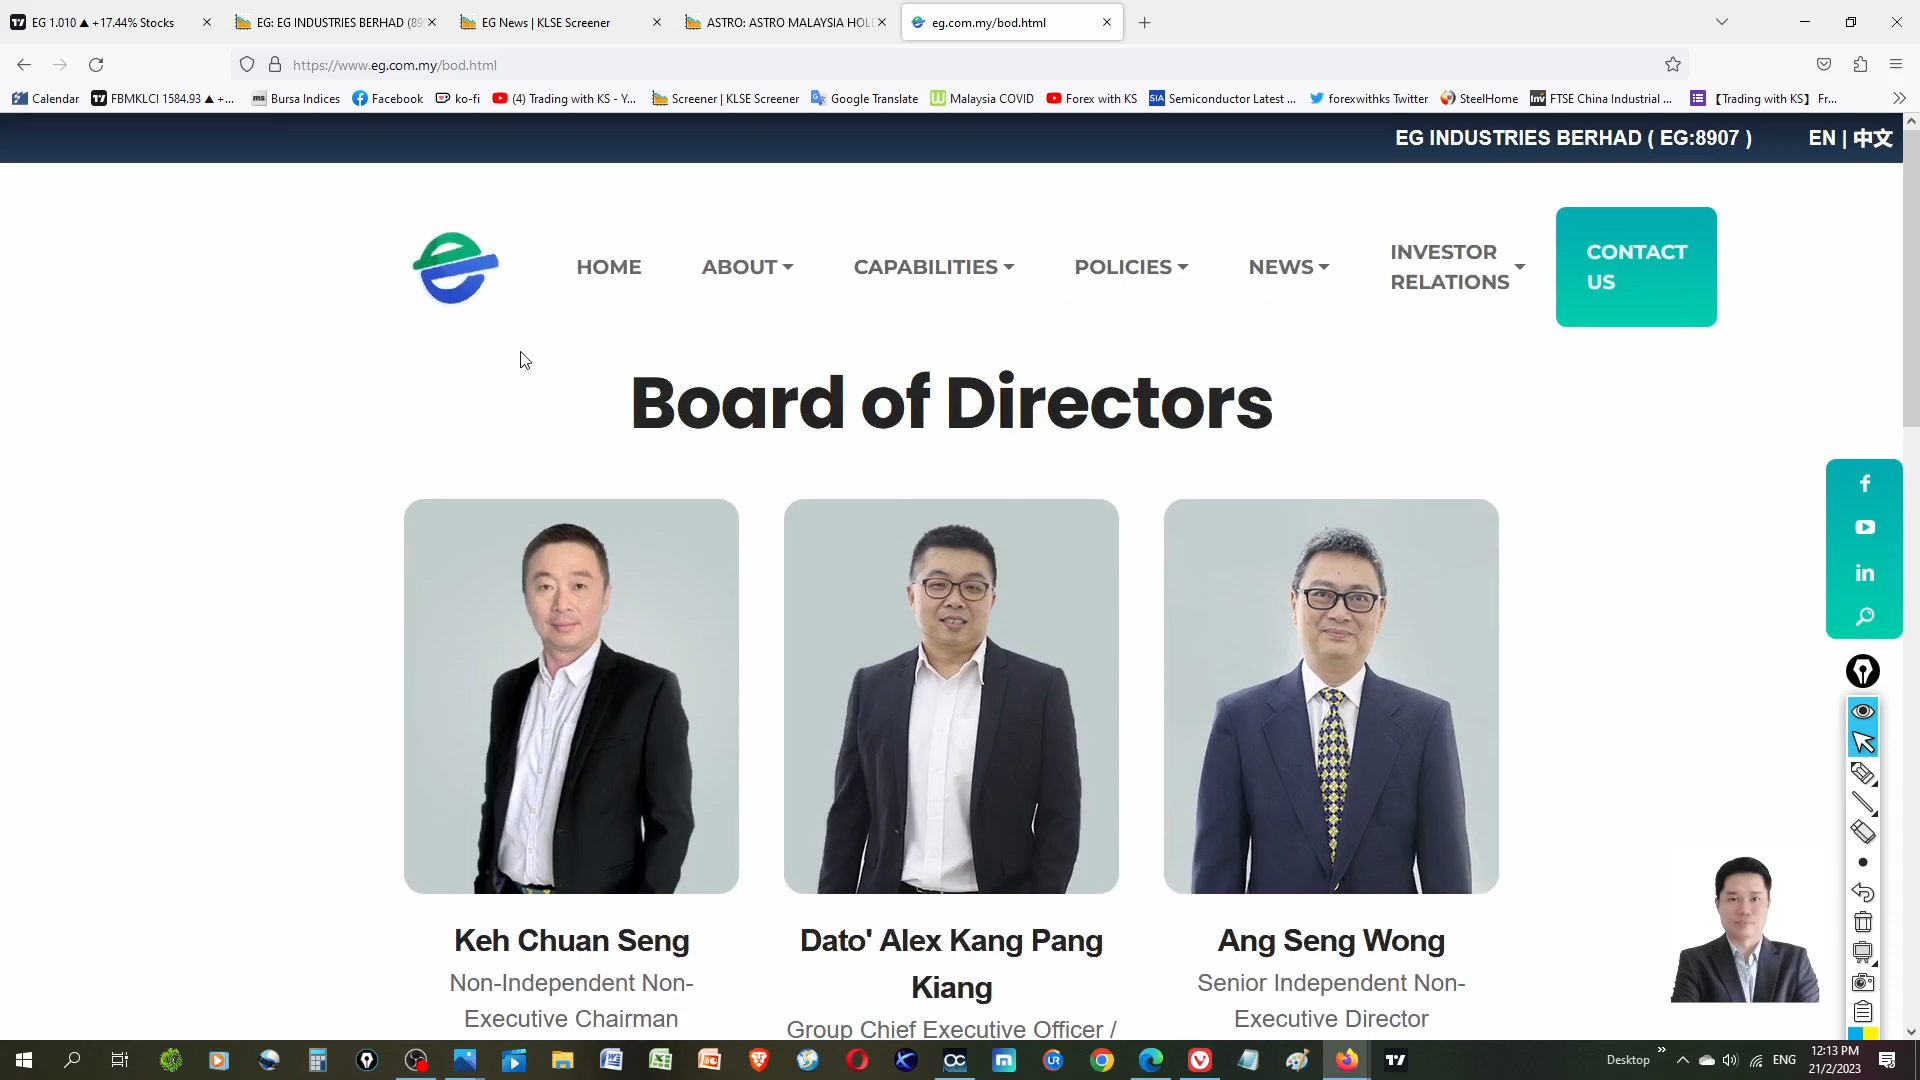 EG 1.010 ▲ +17.44% Stocks
EG: EG INDUSTRIES BERHAD (89
EG News | KLSE Screener
ASTRO: ASTRO MALAYSIA HOL
eg.com.my/bod.html
https://www.eg.com.my/bod.html
Calendar
FBMKLCI 1584.93 ▲ +...
Bursa Indices
Facebook
ko-fi
(4) Trading with KS - Y...
Screener | KLSE Screener
Google Translate
Malaysia COVID
Forex with KS
Semiconductor Latest ...
forexwithks Twitter
SteelHome
FTSE China Industrial ...
【Trading with KS】 Fr...
EG INDUSTRIES BERHAD ( EG:8907 )
EN | 中文
HOME
ABOUT
CAPABILITIES
POLICIES
NEWS
INVESTOR
RELATIONS
CONTACT
US
Board of Directors
Keh Chuan Seng
Non-Independent Non-
Executive Chairman
Dato' Alex Kang Pang
Kiang
Group Chief Executive Officer /
Ang Seng Wong
Senior Independent Non-
Executive Director
Desktop
ENG
12:13 PM
21/2/2023